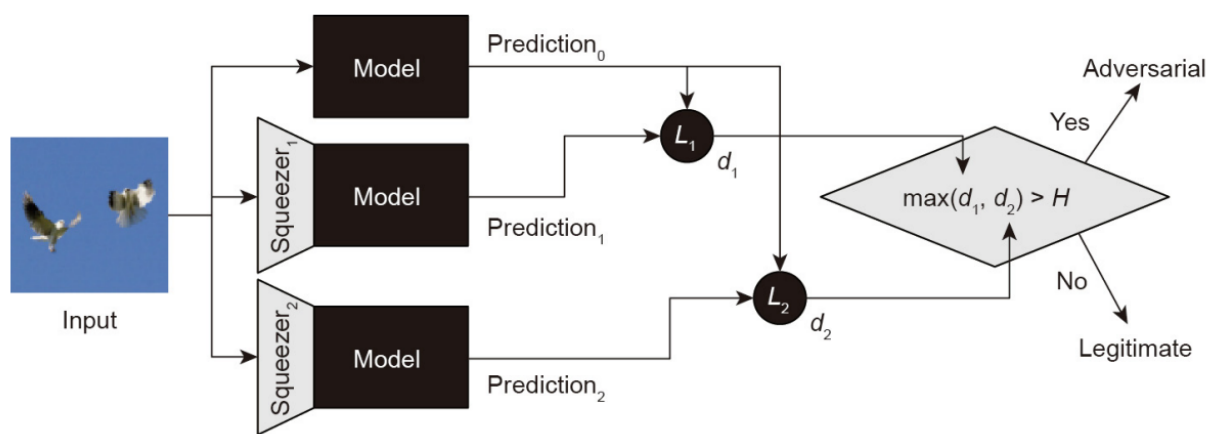 Input
Model
Prediction₀
Squeezer₁
Model
Prediction₁
Squeezer₂
Model
Prediction₂
L₁
d₁
L₂
d₂
max(d₁, d₂) > H
Yes
Adversarial
No
Legitimate